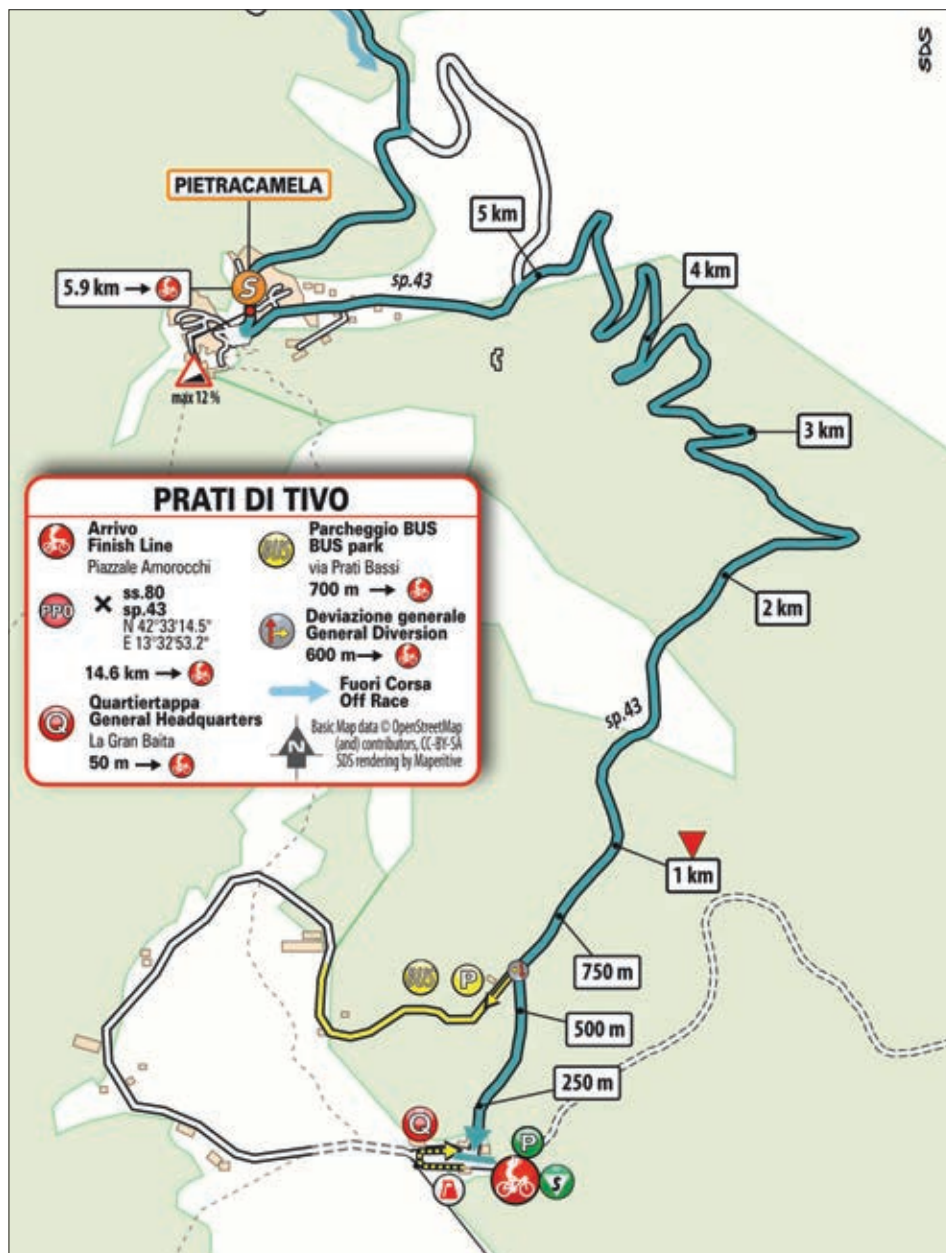 SDS
PIETRACAMELA
S
5 km
sp.43
4 km
5.9 km →
max 12 %
3 km
PRATI DI TIVO
Arrivo
Finish Line
Piazzale Amorocchi
PPO
ss.80
sp.43
N 42°33'14.5"
E 13°32'53.2"
14.6 km →
Q
Quartiertappa
General Headquarters
La Gran Baita
50 m →
BUS
Parcheggio BUS
BUS park
via Prati Bassi
700 m →
Deviazione generale
General Diversion
600 m →
Fuori Corsa
Off Race
N
Basic Map data © OpenStreetMap
(and) contributors, CC-BY-SA
SDS rendering by Maperitive
2 km
sp.43
1 km
750 m
BUS
P
500 m
250 m
Q
P
S